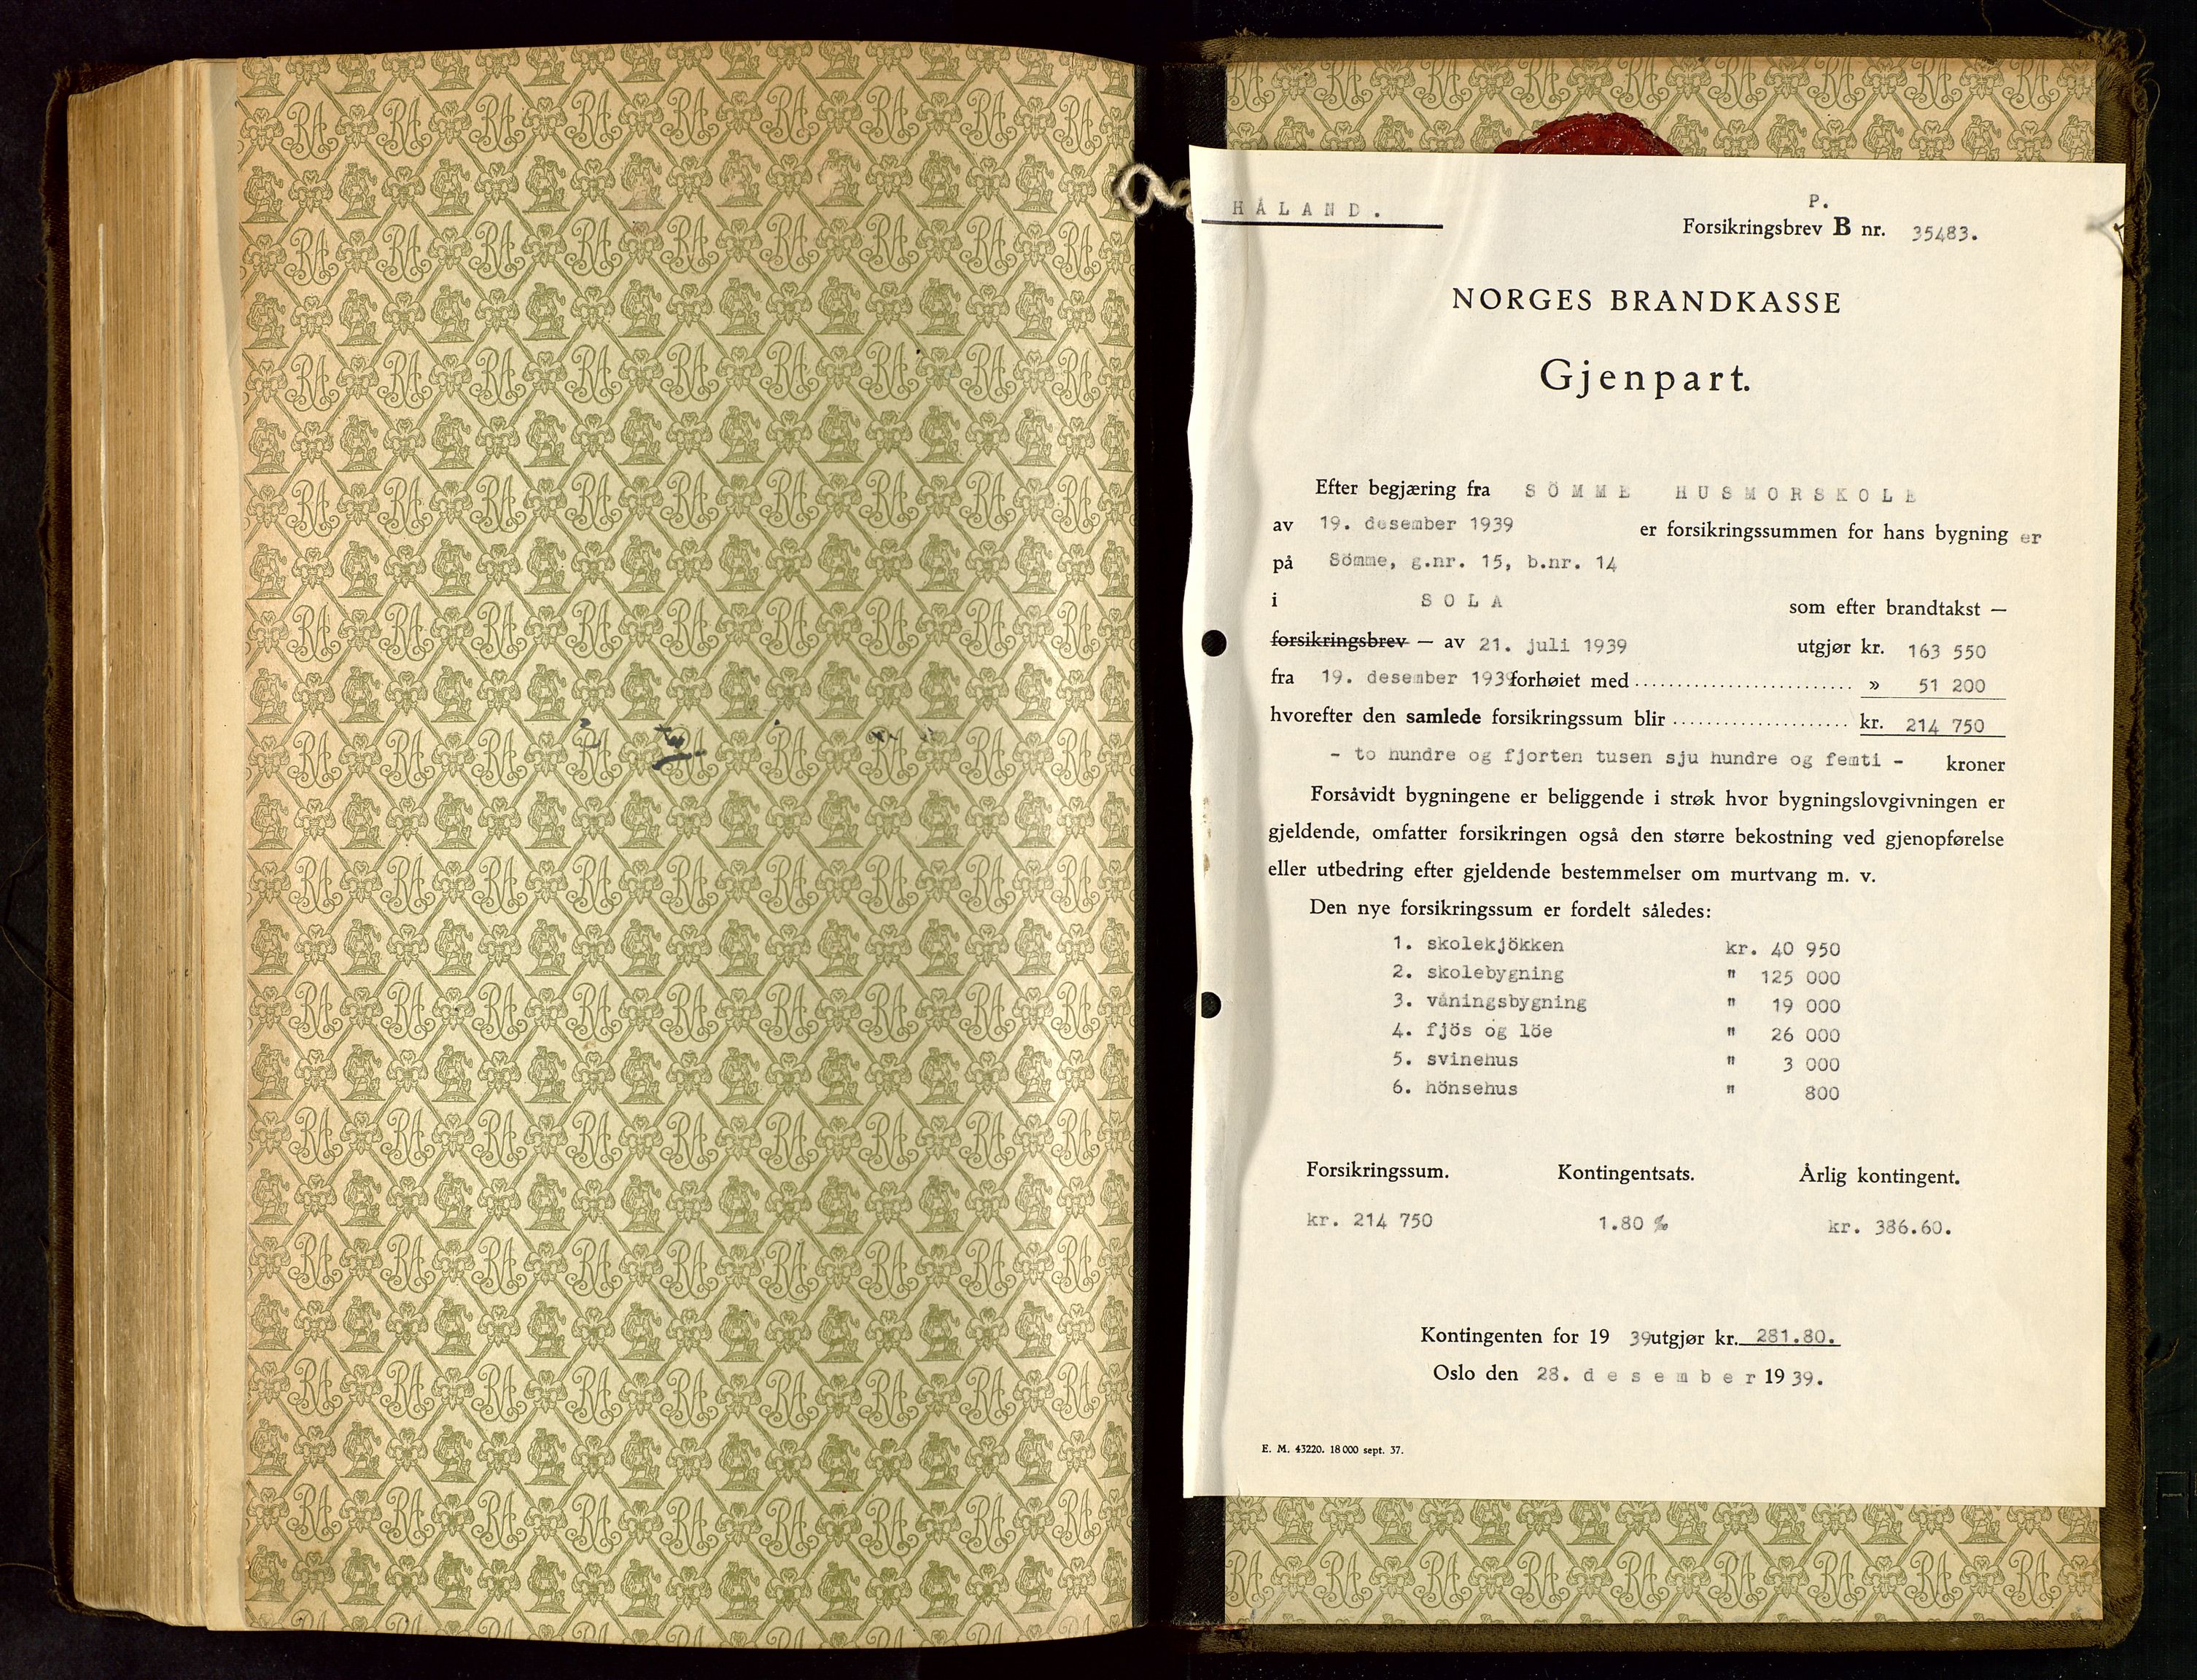 HÅLAND.
P.
Forsikringsbrev B nr. 35483.
NORGES BRANDKASSE
Gjenpart.
Efter begjæring fra SÖMME HUSMORSKOLE
av 19. desember 1939 er forsikringssummen for hans bygning er
på Sömme, g.nr. 15, b.nr. 14
i SOLA som efter brandtakst —
forsikringsbrev — av 21. juli 1939 utgjør kr. 163 550
fra 19. desember 1939 forhøiet med .......................... » 51 200
hvorefter den samlede forsikringssum blir ..................... kr. 214 750
- to hundre og fjorten tusen sju hundre og femti - kroner
Forsåvidt bygningene er beliggende i strøk hvor bygningslovgivningen er
gjeldende, omfatter forsikringen også den større bekostning ved gjenopførelse
eller utbedring efter gjeldende bestemmelser om murtvang m. v.
Den nye forsikringssum er fordelt således:
1. skolekjökken kr. 40 950
2. skolebygning " 125 000
3. våningsbygning " 19 000
4. fjös og löe " 26 000
5. svinehus " 3 000
6. hönsehus " 800
Forsikringssum. Kontingentsats. Årlig kontingent.
kr. 214 750 1.80 ‰ kr. 386.60.
Kontingenten for 19 39 utgjør kr. 281.80.
Oslo den 28. desember 1939.
E. M. 43220. 18 000 sept. 37.